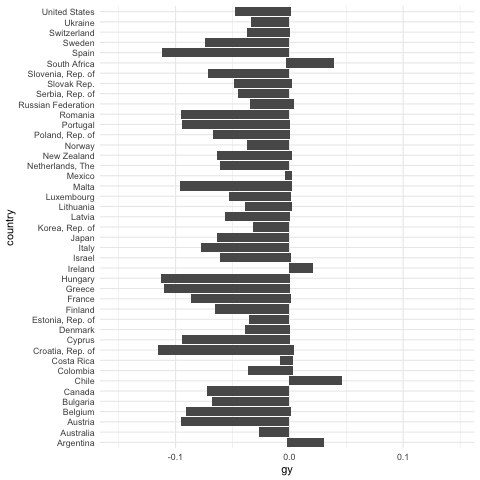 United States
Ukraine
Switzerland
Sweden
Spain
South Africa
Slovenia, Rep. of
Slovak Rep.
Serbia, Rep. of
Russian Federation
Romania
Portugal
Poland, Rep. of
Norway
New Zealand
Netherlands, The
Mexico
Malta
Luxembourg
Lithuania
Latvia
Korea, Rep. of
Japan
Italy
Israel
Ireland
Hungary
Greece
France
Finland
Estonia, Rep. of
Denmark
Cyprus
Croatia, Rep. of
Costa Rica
Colombia
Chile
Canada
Bulgaria
Belgium
Austria
Australia
Argentina
country
-0.1 0.0 0.1
gy